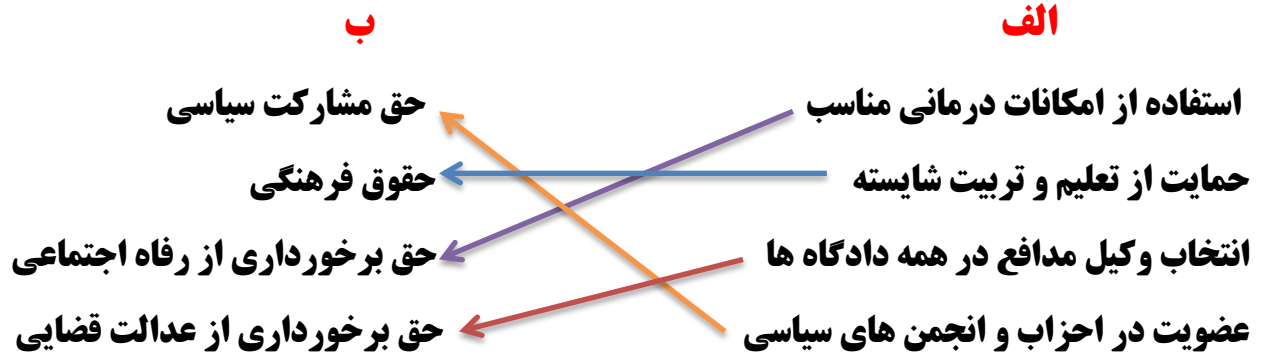 الف ب
استفاده از امکانات درمانی مناسب حق مشارکت سیاسی
حمایت از تعلیم و تربیت شایسته حقوق فرهنگی
انتخاب وکیل مدافع در همه دادگاه ها حق برخورداری از رفاه اجتماعی
عضویت در احزاب و انجمن های سیاسی حق برخورداری از عدالت قضایی